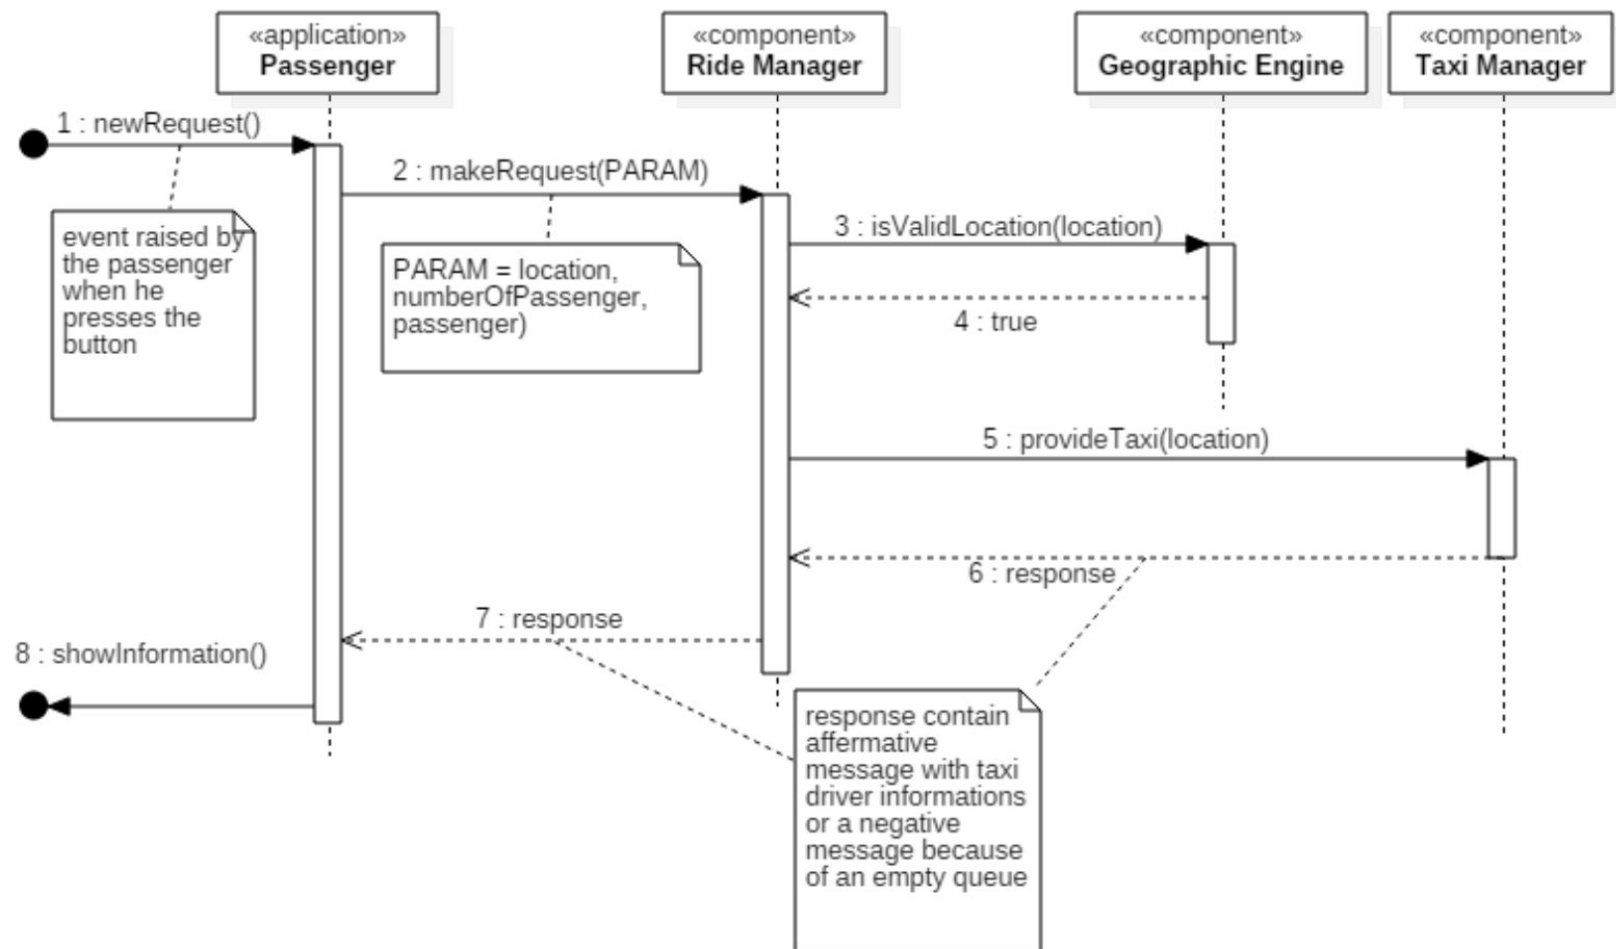 «application»
Passenger
«component»
Ride Manager
«component»
Geographic Engine
«component»
Taxi Manager
1 : newRequest()
2 : makeRequest(PARAM)
3 : isValidLocation(location)
event raised by
the passenger
when he
presses the
button
PARAM = location,
numberOfPassenger,
passenger)
4 : true
5 : provideTaxi(location)
6 : response
7 : response
8 : showInformation()
response contain
affermative
message with taxi
driver informations
or a negative
message because
of an empty queue